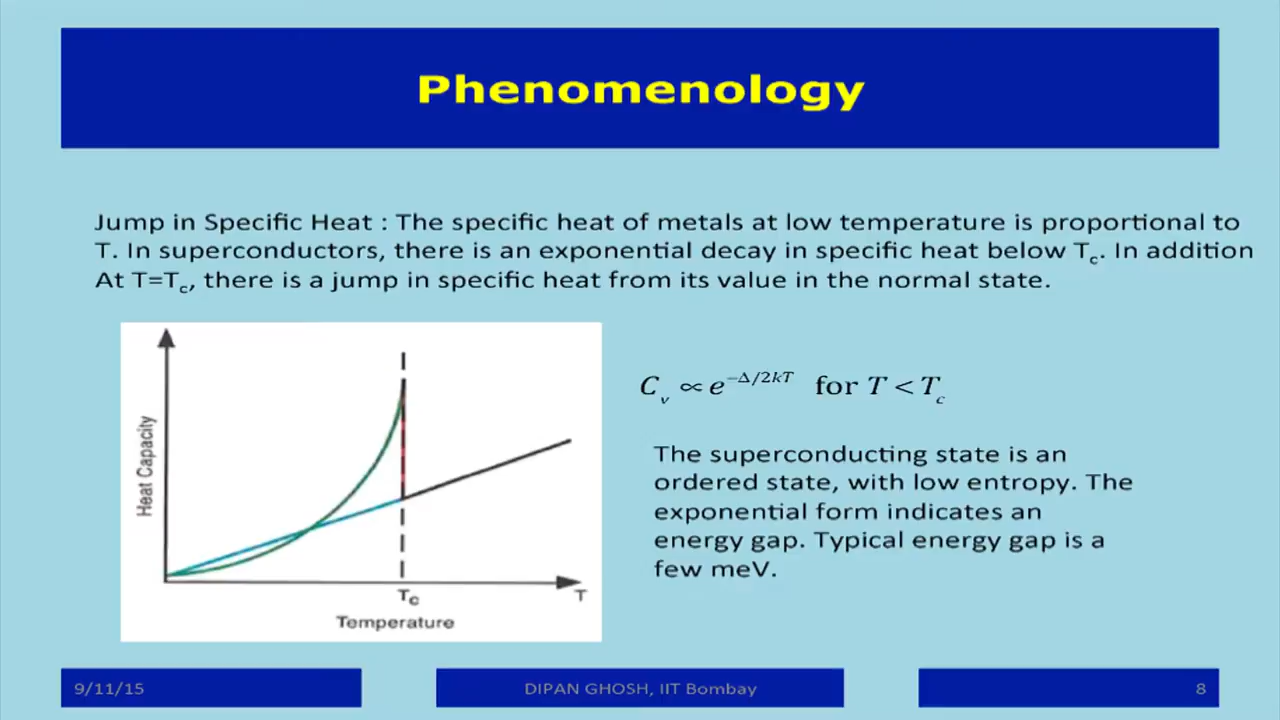 Phenomenology
Jump in Specific Heat : The specific heat of metals at low temperature is proportional to
T. In superconductors, there is an exponential decay in specific heat below Tc. In addition
At T=Tc, there is a jump in specific heat from its value in the normal state.
Heat Capacity
Tc
T
Temperature
Cv ∝ e^−Δ/2kT for T < Tc
The superconducting state is an
ordered state, with low entropy. The
exponential form indicates an
energy gap. Typical energy gap is a
few meV.
9/11/15
DIPAN GHOSH, IIT Bombay
8